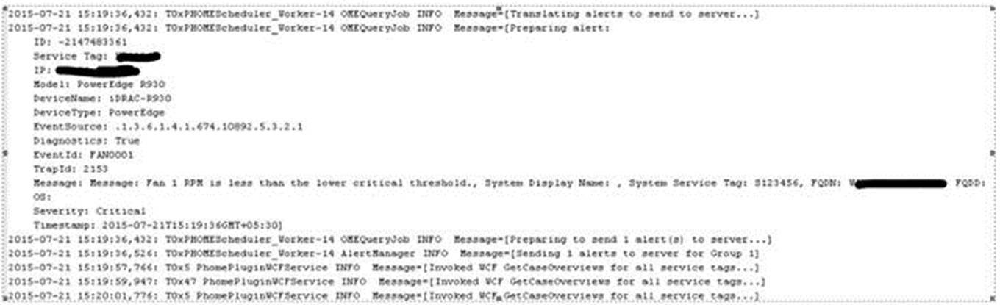 2015-07-21 15:19:36,432: T0xPHOMEScheduler_Worker-14 OMEQueryJob INFO  Message=[Translating alerts to send to server...]
2015-07-21 15:19:36,432: T0xPHOMEScheduler_Worker-14 OMEQueryJob INFO  Message=[Preparing alert:
ID: -2147483361
Service Tag:
IP:
Model: PowerEdge R930
DeviceName: iDRAC-R930
DeviceType: PowerEdge
EventSource: .1.3.6.1.4.1.674.10892.5.3.2.1
Diagnostics: True
EventId: FAN0001
TrapId: 2153
Message: Message: Fan 1 RPM is less than the lower critical threshold., System Display Name: , System Service Tag: S123456, FQDN: W FQDD:
OS:
Severity: Critical
Timestamp: 2015-07-21T15:19:36GMT+05:30]
2015-07-21 15:19:36,432: T0xPHOMEScheduler_Worker-14 OMEQueryJob INFO  Message=[Preparing to send 1 alert(s) to server...]
2015-07-21 15:19:36,526: T0xPHOMEScheduler_Worker-14 AlertManager INFO  Message=[Sending 1 alerts to server for Group 1]
2015-07-21 15:19:57,766: T0x5 PhomePluginWCFService INFO  Message=[Invoked WCF GetCaseOverviews for all service tags...]
2015-07-21 15:19:59,947: T0x47 PhomePluginWCFService INFO  Message=[Invoked WCF GetCaseOverviews for all service tags...]
2015-07-21 15:20:01,776: T0x5 PhomePluginWCFService INFO  Message=[Invoked WCF GetCaseOverviews for all service tags...]